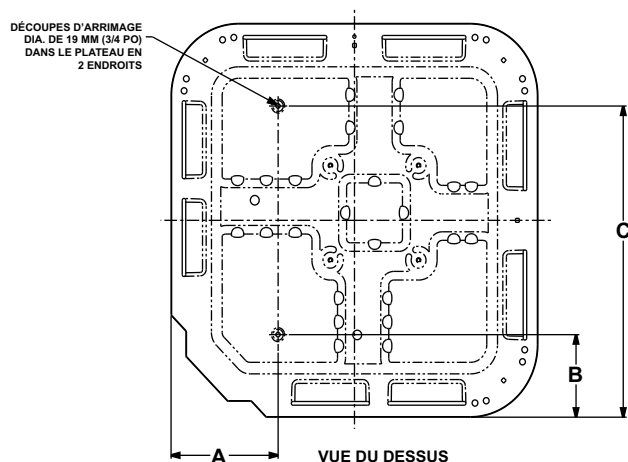 DÉCOUPES D'ARRIMAGE
DIA. DE 19 MM (3/4 PO)
DANS LE PLATEAU EN
2 ENDROITS
C
B
A
VUE DU DESSUS